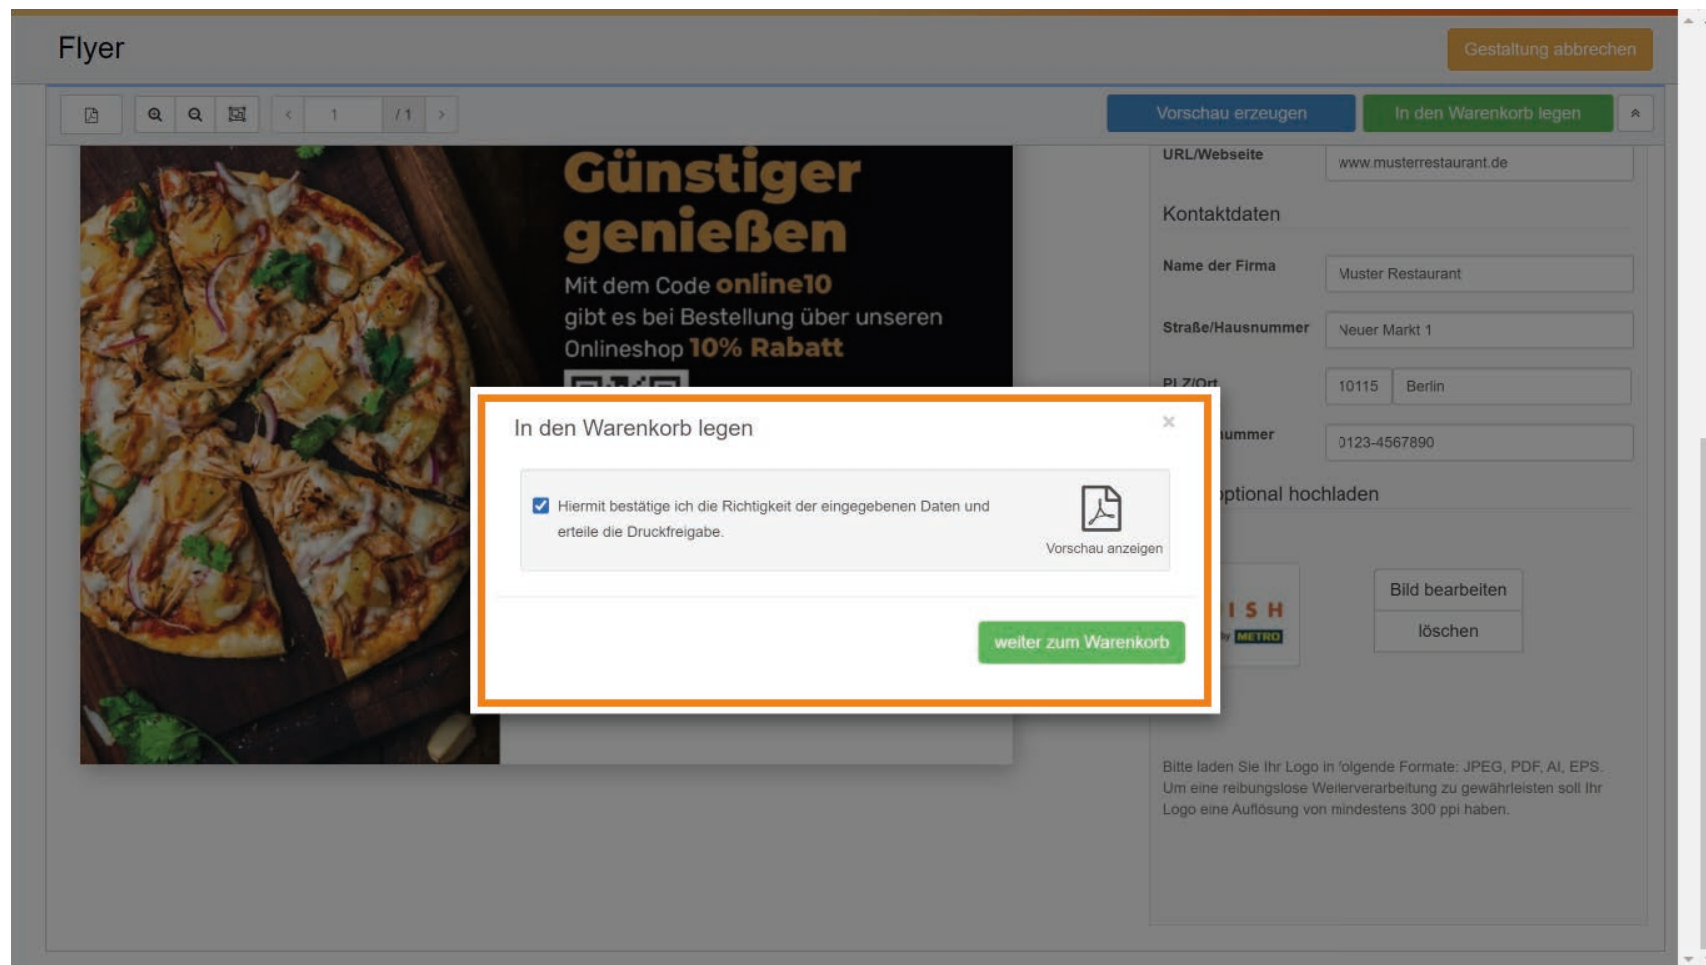 Flyer
Gestaltung abbrechen
1 / 1
Vorschau erzeugen
In den Warenkorb legen
Günstiger
genießen
Mit dem Code online10
gibt es bei Bestellung über unseren
Onlineshop 10% Rabatt
URL/Webseite
www.musterrestaurant.de
Kontaktdaten
Name der Firma
Muster Restaurant
Straße/Hausnummer
Neuer Markt 1
PLZ/Ort
10115 Berlin
ummer
0123-4567890
optional hochladen
In den Warenkorb legen
×
Hiermit bestätige ich die Richtigkeit der eingegebenen Daten und
erteile die Druckfreigabe.
Vorschau anzeigen
weiter zum Warenkorb
ISH
by METRO
Bild bearbeiten
löschen
Bitte laden Sie Ihr Logo in folgende Formate: JPEG, PDF, AI, EPS.
Um eine reibungslose Weilerverarbeitung zu gewährleisten soll Ihr
Logo eine Auflösung von mindestens 300 ppi haben.